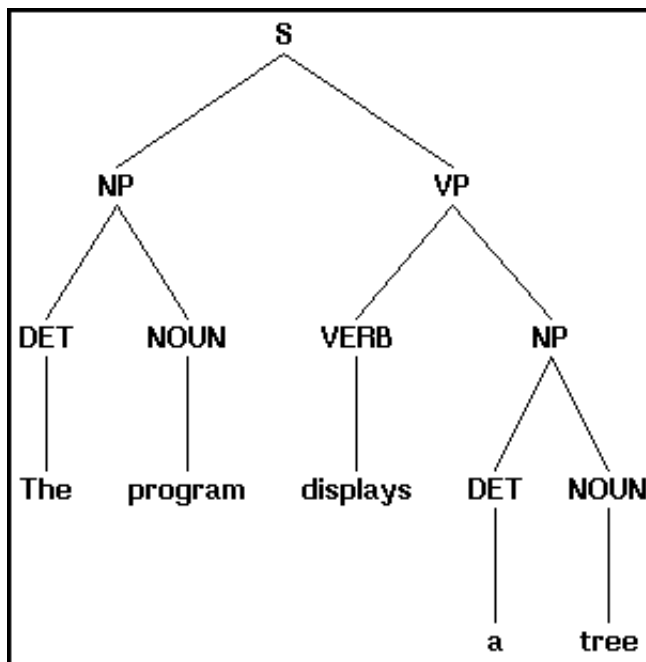 S
NP VP
DET NOUN VERB NP
The program displays DET NOUN
a tree